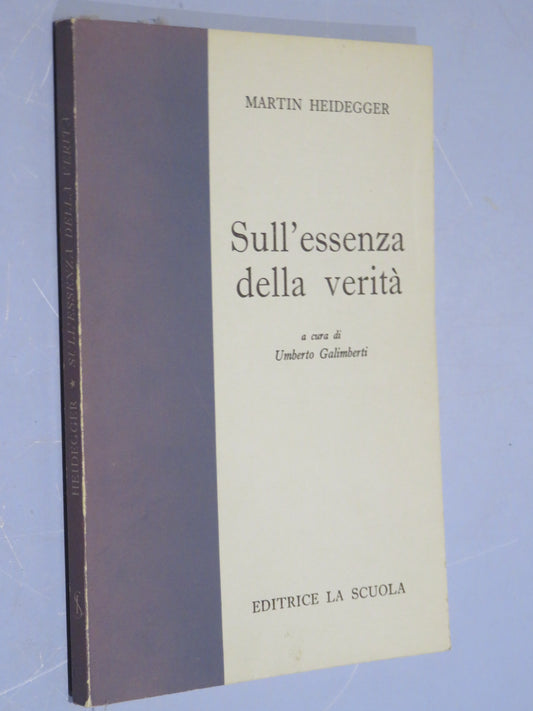 MARTIN HEIDEGGER
Sull'essenza
della verità
a cura di
Umberto Galimberti
EDITRICE LA SCUOLA
HEIDEGGER * SULL'ESSENZA DELLA VERITÀ